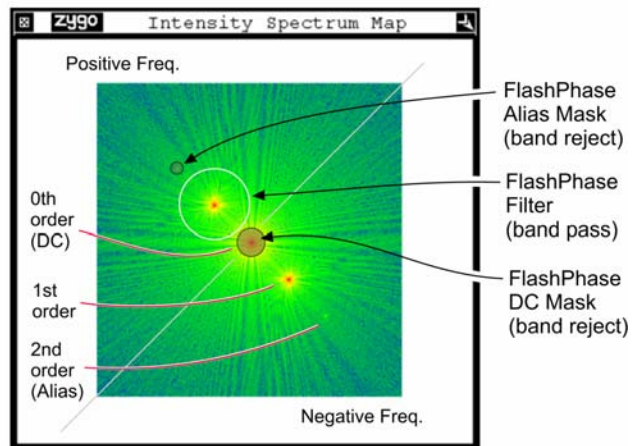 zygo Intensity Spectrum Map
Positive Freq.
FlashPhase
Alias Mask
(band reject)
FlashPhase
Filter
(band pass)
FlashPhase
DC Mask
(band reject)
0th
order
(DC)
1st
order
2nd
order
(Alias)
Negative Freq.